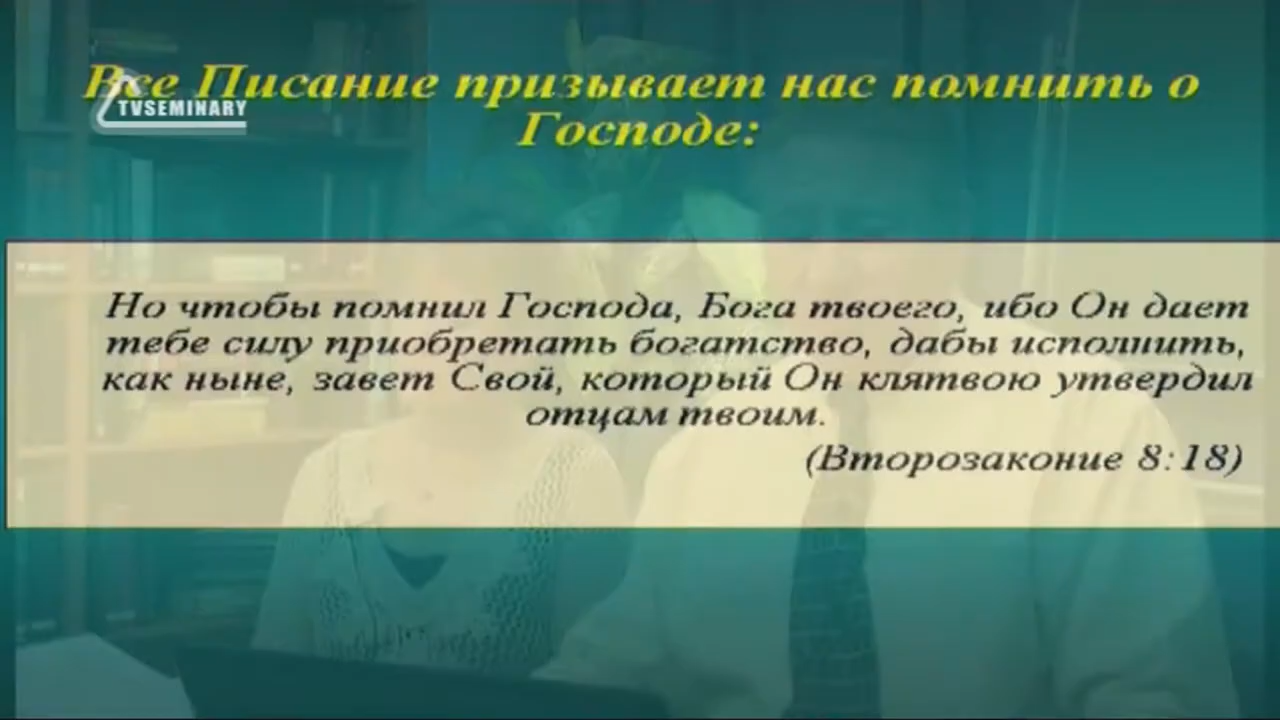 Все Писание призывает нас помнить о
TVSEMINARY
Господе:
Но чтобы помнил Господа, Бога твоего, ибо Он дает
тебе силу приобретать богатство, дабы исполнить,
как ныне, завет Свой, который Он клятвою утвердил
отцам твоим.
(Второзаконие 8:18)